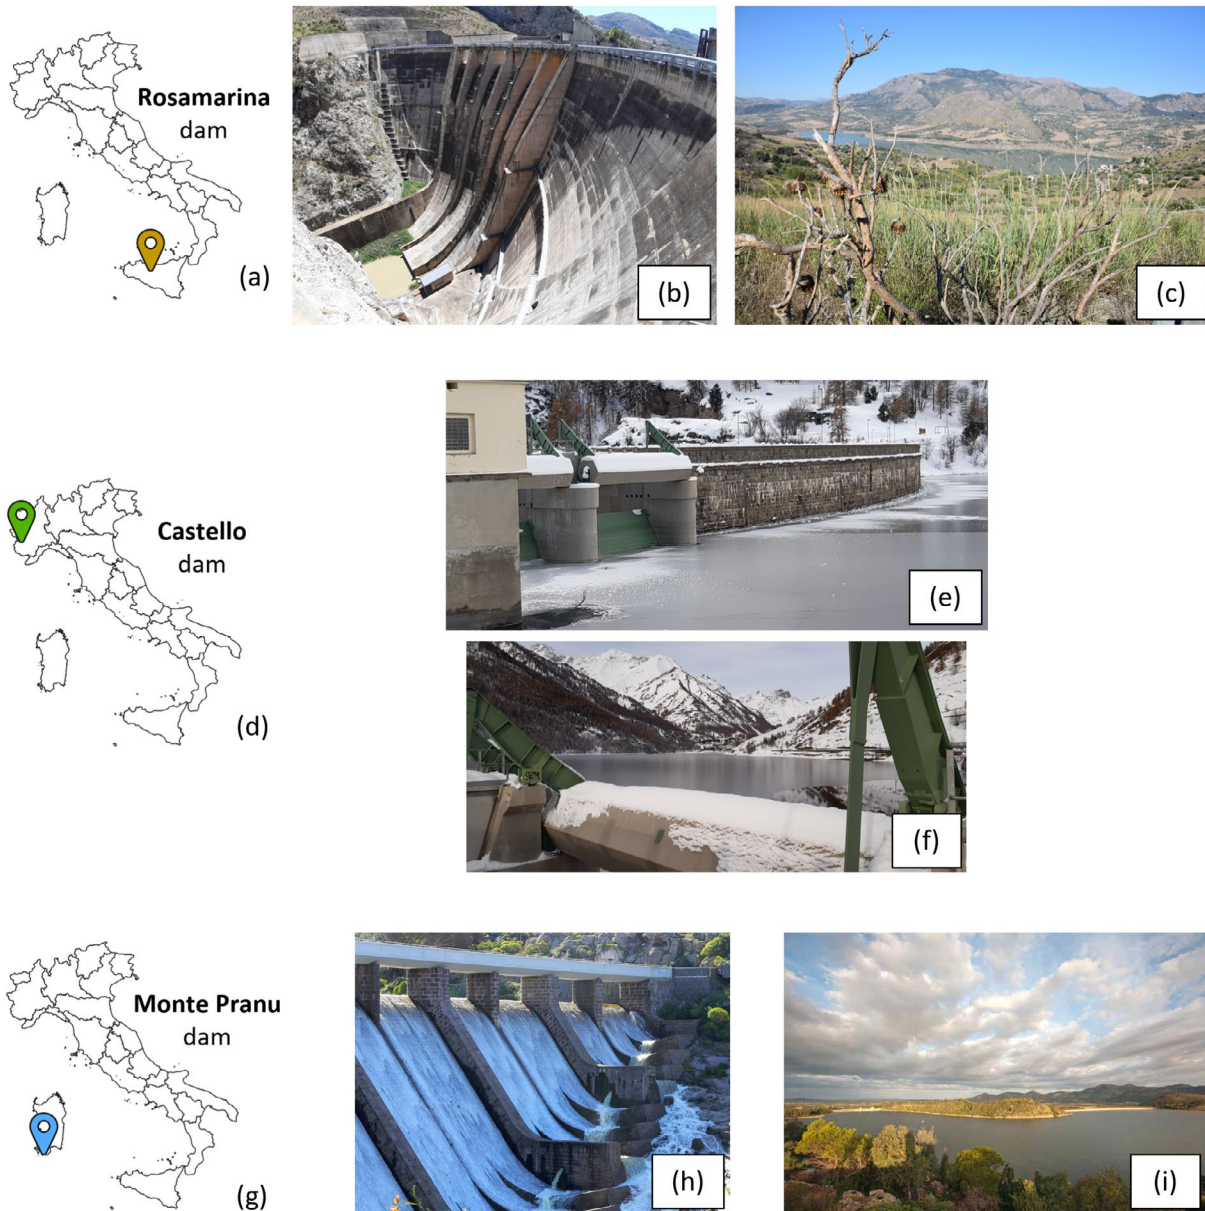 Rosamarina
dam
(a)
(b)
(c)
Castello
dam
(d)
(e)
(f)
Monte Pranu
dam
(g)
(h)
(i)